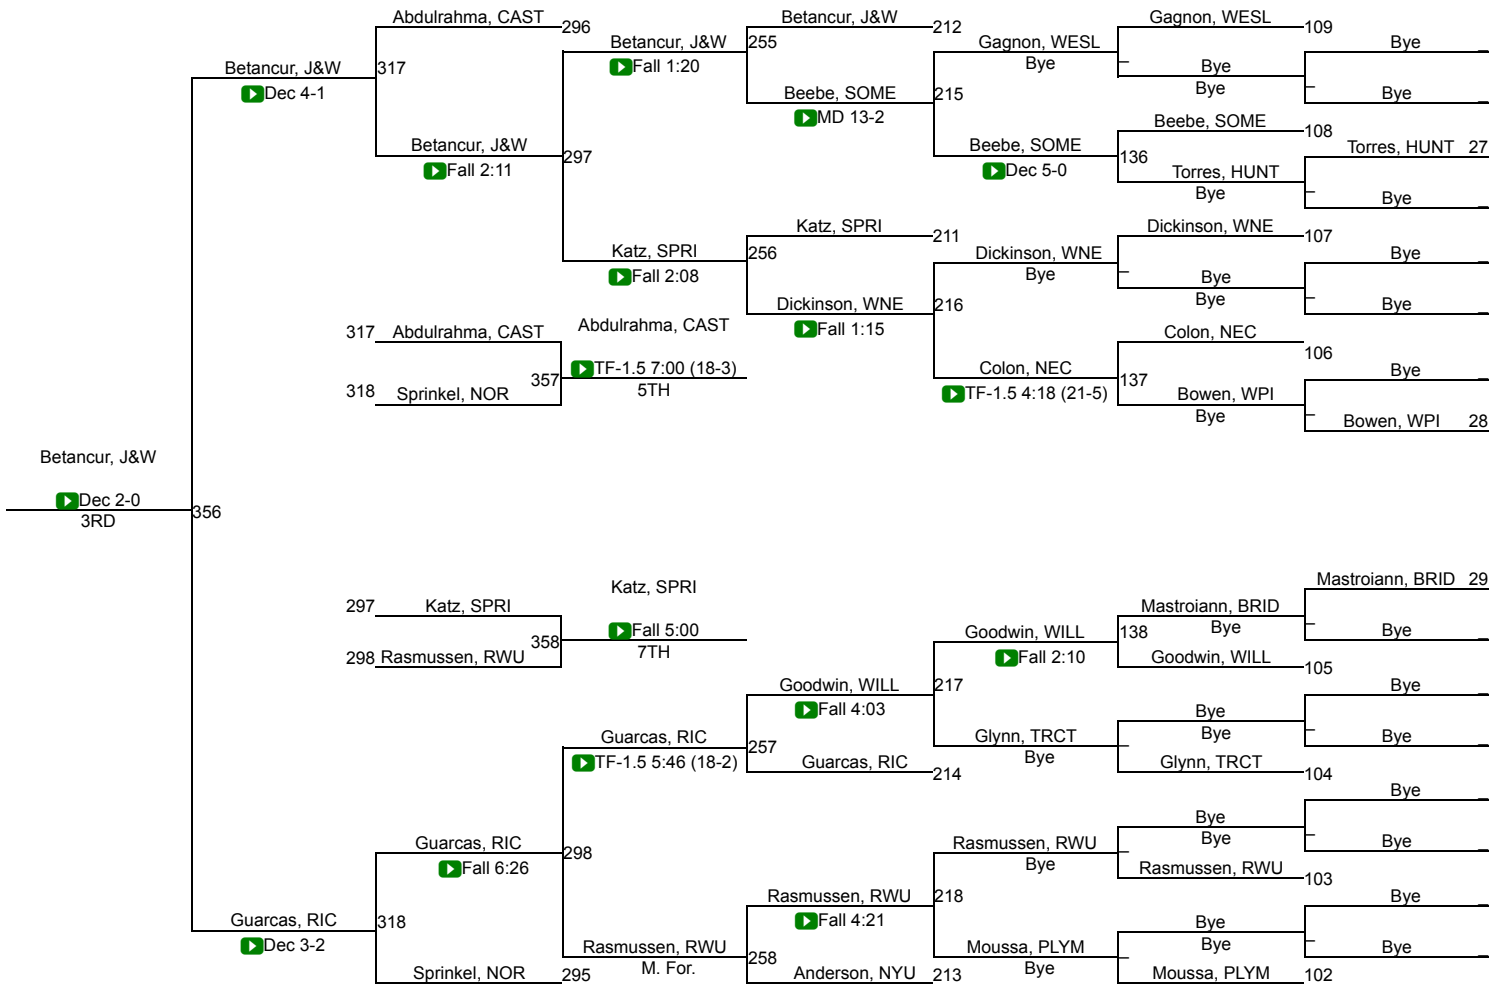 Abdulrahma, CAST 296
Betancur, J&W 212
Gagnon, WESL 109
Betancur, J&W 255
Gagnon, WESL
Bye
Bye _
Betancur, J&W 317
Dec 4-1
Fall 1:20
Bye
Bye
Bye _
Beebe, SOME 215
MD 13-2
Beebe, SOME 108
Betancur, J&W 297
Fall 2:11
Beebe, SOME 136
Dec 5-0
Torres, HUNT 27
Torres, HUNT
Bye
Bye _
Katz, SPRI 211
Dickinson, WNE 107
Katz, SPRI 256
Fall 2:08
Dickinson, WNE
Bye
Bye _
Bye
Bye
Bye _
Dickinson, WNE 216
Fall 1:15
317 Abdulrahma, CAST
Abdulrahma, CAST
Colon, NEC 106
357
TF-1.5 7:00 (18-3)
5TH
318 Sprinkel, NOR
Colon, NEC 137
TF-1.5 4:18 (21-5)
Bye _
Bowen, WPI
Bye
Bowen, WPI 28
Betancur, J&W
Dec 2-0
3RD
356
Mastroiann, BRID 29
Katz, SPRI
297 Katz, SPRI
Mastroiann, BRID
Bye
358
Fall 5:00
7TH
298 Rasmussen, RWU
Goodwin, WILL 138
Fall 2:10
Bye _
Goodwin, WILL 105
Goodwin, WILL 217
Fall 4:03
Bye _
Bye
Bye
Guarcas, RIC 257
TF-1.5 5:46 (18-2)
Glynn, TRCT
Bye
Bye _
Guarcas, RIC 214
Glynn, TRCT 104
Bye _
Bye
Bye
Guarcas, RIC 298
Fall 6:26
Rasmussen, RWU
Bye
Bye _
Rasmussen, RWU 103
Rasmussen, RWU 218
Fall 4:21
Bye _
Guarcas, RIC 318
Dec 3-2
Bye
Bye
Rasmussen, RWU 258
M. For.
Moussa, PLYM
Bye
Bye _
Sprinkel, NOR 295
Anderson, NYU 213
Moussa, PLYM 102